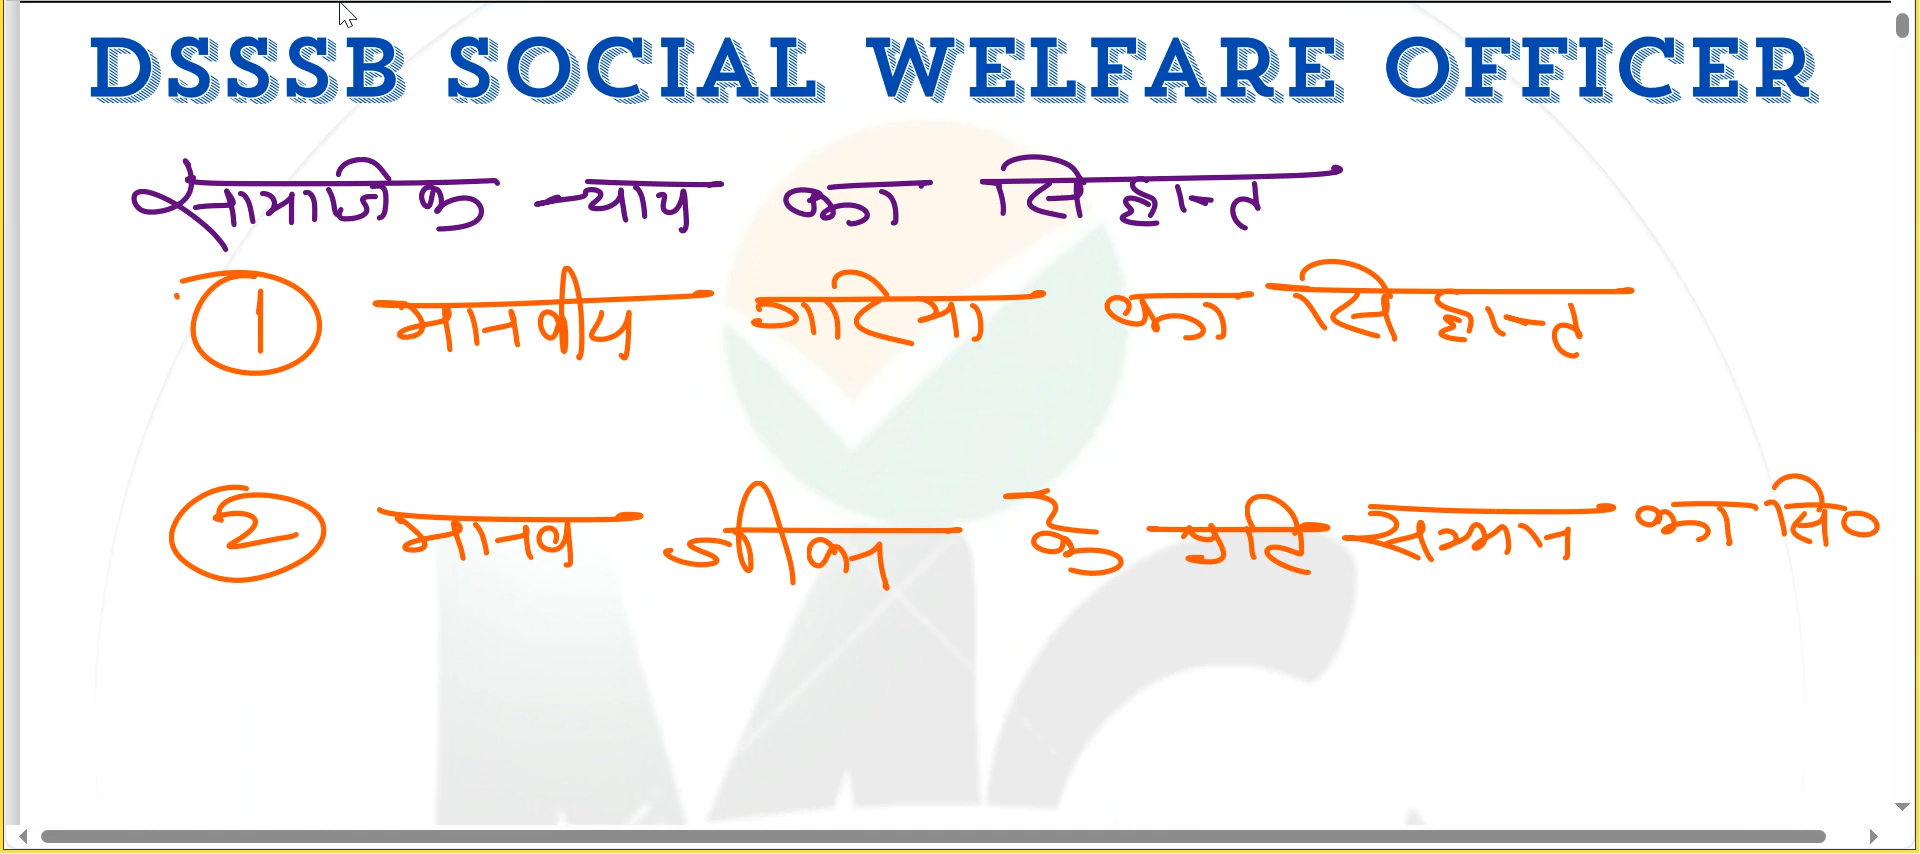 DSSSB SOCIAL WELFARE OFFICER
सामाजिक न्याय का सिद्धान्त
① मानवीय गरिमा का सिद्धान्त
② मानव जीवन के प्रति सम्मान का सि०